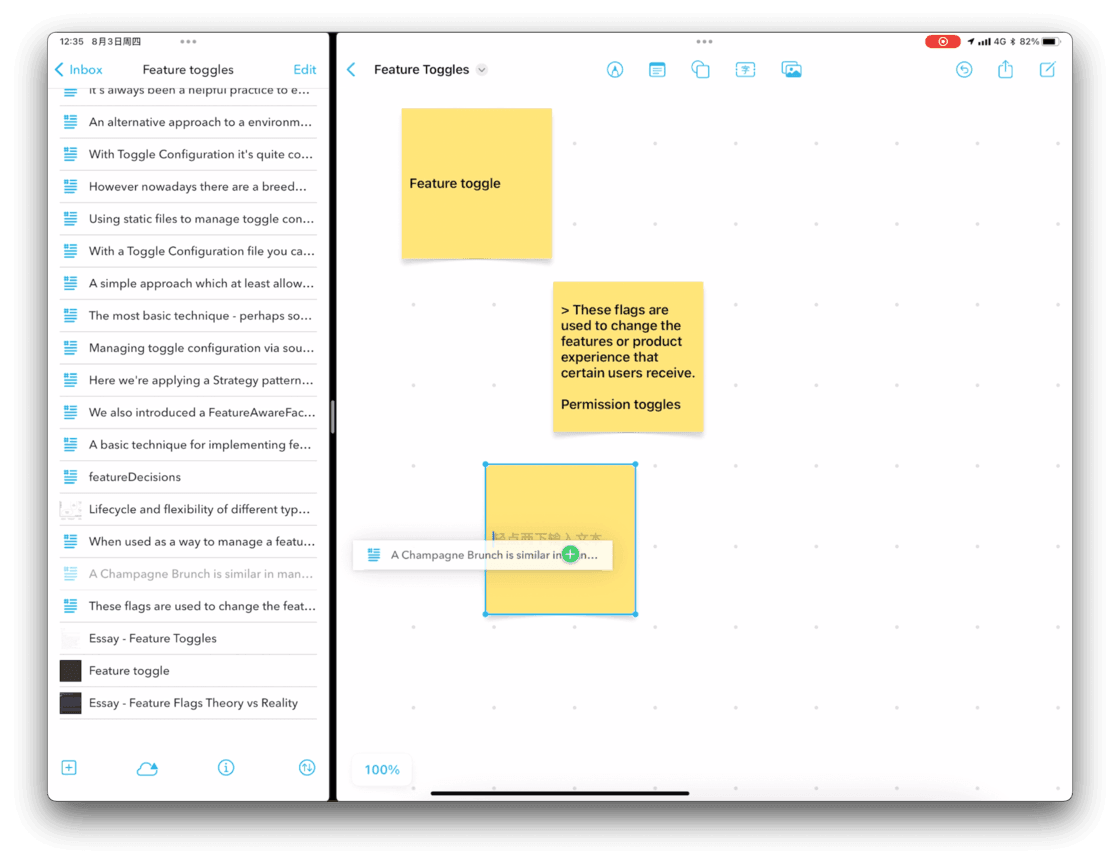 12:35 8月3日周四
4G 82%
Inbox
Feature toggles
Edit
It's always been a helpful practice to e...
An alternative approach to a environm...
With Toggle Configuration it's quite co...
However nowadays there are a breed...
Using static files to manage toggle con...
With a Toggle Configuration file you ca...
A simple approach which at least allow...
The most basic technique - perhaps so...
Managing toggle configuration via sou...
Here we're applying a Strategy pattern...
We also introduced a FeatureAwareFac...
A basic technique for implementing fe...
featureDecisions
Lifecycle and flexibility of different typ...
When used as a way to manage a featu...
A Champagne Brunch is similar in man...
These flags are used to change the feat...
Essay - Feature Toggles
Feature toggle
Essay - Feature Flags Theory vs Reality
Feature Toggles
Feature toggle
> These flags are
used to change the
features or product
experience that
certain users receive.
Permission toggles
轻点两下输入文本
A Champagne Brunch is similar in
100%